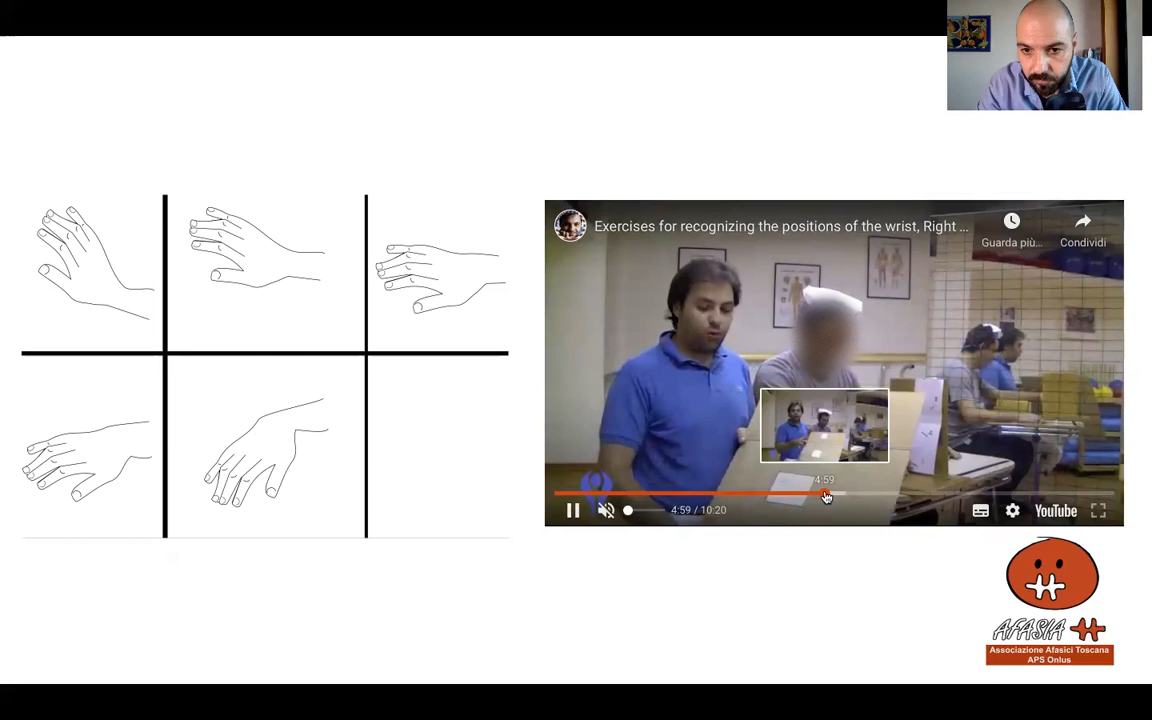 Exercises for recognizing the positions of the wrist, Right ...
Guarda più...
Condividi
4:59
4:59 / 10:20
YouTube
AFASIA
Associazione Afasici Toscana
APS Onlus